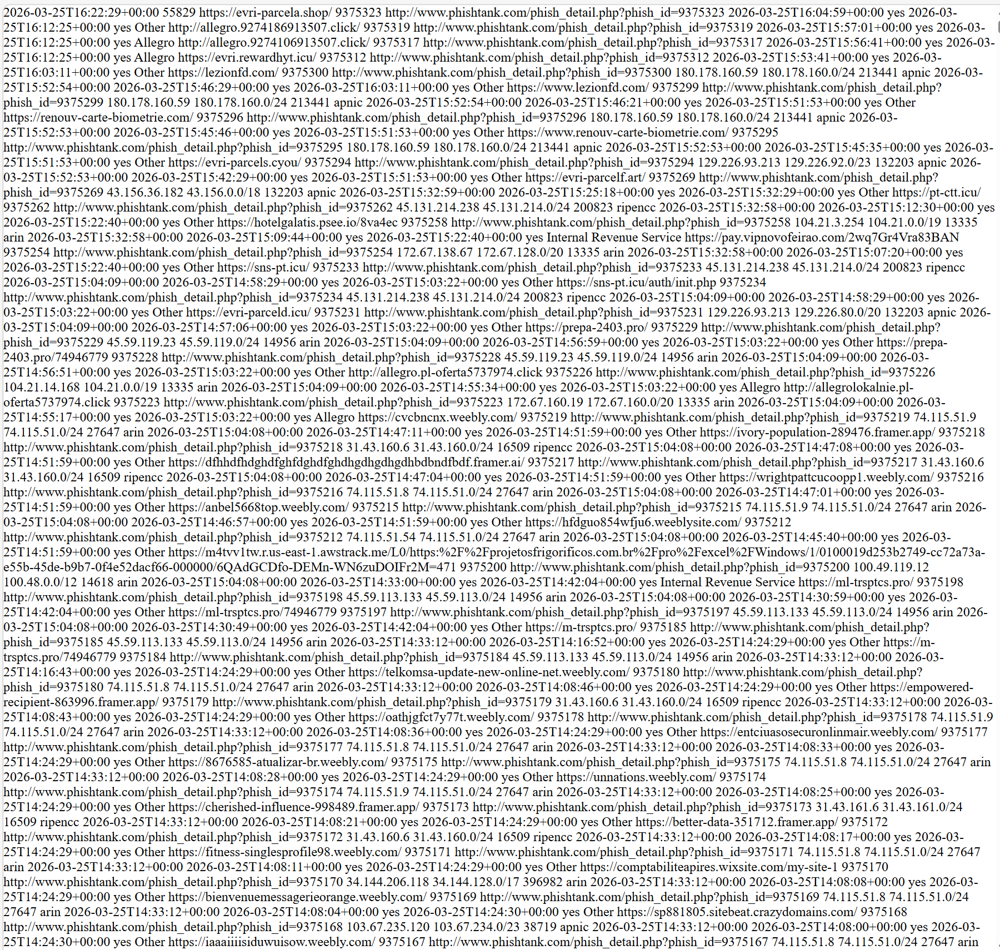 2026-03-25T16:22:29+00:00 55829 https://evri-parcela.shop/ 9375323 http://www.phishtank.com/phish_detail.php?phish_id=9375323 2026-03-25T16:04:59+00:00 yes 2026-03-
25T16:12:25+00:00 yes Other http://allegro.9274186913507.click/ 9375319 http://www.phishtank.com/phish_detail.php?phish_id=9375319 2026-03-25T15:57:01+00:00 yes 2026-03-
25T16:12:25+00:00 yes Allegro http://allegro.9274106913507.click/ 9375317 http://www.phishtank.com/phish_detail.php?phish_id=9375317 2026-03-25T15:56:41+00:00 yes 2026-03-
25T16:12:25+00:00 yes Allegro https://evri.rewardhyt.icu/ 9375312 http://www.phishtank.com/phish_detail.php?phish_id=9375312 2026-03-25T15:53:41+00:00 yes 2026-03-
25T16:03:11+00:00 yes Other https://lezionfd.com/ 9375300 http://www.phishtank.com/phish_detail.php?phish_id=9375300 180.178.160.59 180.178.160.0/24 213441 apnic 2026-03-
25T15:52:54+00:00 2026-03-25T15:46:29+00:00 yes 2026-03-25T16:03:11+00:00 yes Other https://www.lezionfd.com/ 9375299 http://www.phishtank.com/phish_detail.php?
phish_id=9375299 180.178.160.59 180.178.160.0/24 213441 apnic 2026-03-25T15:52:54+00:00 2026-03-25T15:46:21+00:00 yes 2026-03-25T15:51:53+00:00 yes Other
https://renouv-carte-biometrie.com/ 9375296 http://www.phishtank.com/phish_detail.php?phish_id=9375296 180.178.160.59 180.178.160.0/24 213441 apnic 2026-03-
25T15:52:53+00:00 2026-03-25T15:45:46+00:00 yes 2026-03-25T15:51:53+00:00 yes Other https://www.renouv-carte-biometrie.com/ 9375295
http://www.phishtank.com/phish_detail.php?phish_id=9375295 180.178.160.59 180.178.160.0/24 213441 apnic 2026-03-25T15:52:53+00:00 2026-03-25T15:45:35+00:00 yes 2026-03-
25T15:51:53+00:00 yes Other https://evri-parcels.cyou/ 9375294 http://www.phishtank.com/phish_detail.php?phish_id=9375294 129.226.93.213 129.226.92.0/23 132203 apnic 2026-
03-25T15:52:53+00:00 2026-03-25T15:42:29+00:00 yes 2026-03-25T15:51:53+00:00 yes Other https://evri-parcelf.art/ 9375269 http://www.phishtank.com/phish_detail.php?
phish_id=9375269 43.156.36.182 43.156.0.0/18 132203 apnic 2026-03-25T15:32:59+00:00 2026-03-25T15:25:18+00:00 yes 2026-03-25T15:32:29+00:00 yes Other https://pt-ctt.icu/
9375262 http://www.phishtank.com/phish_detail.php?phish_id=9375262 45.131.214.238 45.131.214.0/24 200823 ripencc 2026-03-25T15:32:58+00:00 2026-03-25T15:12:30+00:00 yes
2026-03-25T15:22:40+00:00 yes Other https://hotelgalatis.psee.io/8va4ec 9375258 http://www.phishtank.com/phish_detail.php?phish_id=9375258 104.21.3.254 104.21.0.0/19 13335
arin 2026-03-25T15:32:58+00:00 2026-03-25T15:09:44+00:00 yes 2026-03-25T15:22:40+00:00 yes Internal Revenue Service https://pay.vipnovofeirao.com/2wq7Gr4Vra83BAN
9375254 http://www.phishtank.com/phish_detail.php?phish_id=9375254 172.67.138.67 172.67.128.0/20 13335 arin 2026-03-25T15:32:58+00:00 2026-03-25T15:07:20+00:00 yes
2026-03-25T15:22:40+00:00 yes Other https://sns-pt.icu/ 9375233 http://www.phishtank.com/phish_detail.php?phish_id=9375233 45.131.214.238 45.131.214.0/24 200823 ripencc
2026-03-25T15:04:09+00:00 2026-03-25T14:58:29+00:00 yes 2026-03-25T15:03:22+00:00 yes Other https://sns-pt.icu/auth/init.php 9375234
http://www.phishtank.com/phish_detail.php?phish_id=9375234 45.131.214.238 45.131.214.0/24 200823 ripencc 2026-03-25T15:04:09+00:00 2026-03-25T14:58:29+00:00 yes 2026-
03-25T15:03:22+00:00 yes Other https://evri-parceld.icu/ 9375231 http://www.phishtank.com/phish_detail.php?phish_id=9375231 129.226.93.213 129.226.80.0/20 132203 apnic 2026-
03-25T15:04:09+00:00 2026-03-25T14:57:06+00:00 yes 2026-03-25T15:03:22+00:00 yes Other https://prepa-2403.pro/ 9375229 http://www.phishtank.com/phish_detail.php?
phish_id=9375229 45.59.119.23 45.59.119.0/24 14956 arin 2026-03-25T15:04:09+00:00 2026-03-25T14:56:59+00:00 yes 2026-03-25T15:03:22+00:00 yes Other https://prepa-
2403.pro/74946779 9375228 http://www.phishtank.com/phish_detail.php?phish_id=9375228 45.59.119.23 45.59.119.0/24 14956 arin 2026-03-25T15:04:09+00:00 2026-03-
25T14:56:51+00:00 yes 2026-03-25T15:03:22+00:00 yes Other http://allegro.pl-oferta5737974.click 9375226 http://www.phishtank.com/phish_detail.php?phish_id=9375226
104.21.14.168 104.21.0.0/19 13335 arin 2026-03-25T15:04:09+00:00 2026-03-25T14:55:34+00:00 yes 2026-03-25T15:03:22+00:00 yes Allegro http://allegrolokalnie.pl-
oferta5737974.click 9375223 http://www.phishtank.com/phish_detail.php?phish_id=9375223 172.67.160.19 172.67.160.0/20 13335 arin 2026-03-25T15:04:09+00:00 2026-03-
25T14:55:17+00:00 yes 2026-03-25T15:03:22+00:00 yes Allegro https://cvcbncnx.weebly.com/ 9375219 http://www.phishtank.com/phish_detail.php?phish_id=9375219 74.115.51.9
74.115.51.0/24 27647 arin 2026-03-25T15:04:08+00:00 2026-03-25T14:47:11+00:00 yes 2026-03-25T14:51:59+00:00 yes Other https://ivory-population-289476.framer.app/ 9375218
http://www.phishtank.com/phish_detail.php?phish_id=9375218 31.43.160.6 31.43.160.0/24 16509 ripencc 2026-03-25T15:04:08+00:00 2026-03-25T14:47:08+00:00 yes 2026-03-
25T14:51:59+00:00 yes Other https://dfhhdfhdghdfghfdghdfghdhgdhgdhgdhbdbndfbdf.framer.ai/ 9375217 http://www.phishtank.com/phish_detail.php?phish_id=9375217 31.43.160.6
31.43.160.0/24 16509 ripencc 2026-03-25T15:04:08+00:00 2026-03-25T14:47:04+00:00 yes 2026-03-25T14:51:59+00:00 yes Other https://wrightpattcucoopp1.weebly.com/ 9375216
http://www.phishtank.com/phish_detail.php?phish_id=9375216 74.115.51.8 74.115.51.0/24 27647 arin 2026-03-25T15:04:08+00:00 2026-03-25T14:47:01+00:00 yes 2026-03-
25T14:51:59+00:00 yes Other https://anbel5668top.weebly.com/ 9375215 http://www.phishtank.com/phish_detail.php?phish_id=9375215 74.115.51.9 74.115.51.0/24 27647 arin 2026-
03-25T15:04:08+00:00 2026-03-25T14:46:57+00:00 yes 2026-03-25T14:51:59+00:00 yes Other https://hfdguo854wfju6.weeblysite.com/ 9375212
http://www.phishtank.com/phish_detail.php?phish_id=9375212 74.115.51.54 74.115.51.0/24 27647 arin 2026-03-25T15:04:08+00:00 2026-03-25T14:45:40+00:00 yes 2026-03-
25T14:51:59+00:00 yes Other https://m4tvv1tw.r.us-east-1.awstrack.me/L0/https:%2F%2Fprojetosfrigorificos.com.br%2Fpro%2Fexcel%2FWindows/1/0100019d253b2749-cc72a73a-
e55b-45de-b9b7-0f4e52dacf66-000000/6QAdGCDfo-DEMn-WN6zuDOIFr2M=471 9375200 http://www.phishtank.com/phish_detail.php?phish_id=9375200 100.49.119.12
100.48.0.0/12 14618 arin 2026-03-25T15:04:08+00:00 2026-03-25T14:33:00+00:00 yes 2026-03-25T14:42:04+00:00 yes Internal Revenue Service https://ml-trsptcs.pro/ 9375198
http://www.phishtank.com/phish_detail.php?phish_id=9375198 45.59.113.133 45.59.113.0/24 14956 arin 2026-03-25T15:04:08+00:00 2026-03-25T14:30:59+00:00 yes 2026-03-
25T14:42:04+00:00 yes Other https://ml-trsptcs.pro/74946779 9375197 http://www.phishtank.com/phish_detail.php?phish_id=9375197 45.59.113.133 45.59.113.0/24 14956 arin 2026-
03-25T15:04:08+00:00 2026-03-25T14:30:49+00:00 yes 2026-03-25T14:42:04+00:00 yes Other https://m-trsptcs.pro/ 9375185 http://www.phishtank.com/phish_detail.php?
phish_id=9375185 45.59.113.133 45.59.113.0/24 14956 arin 2026-03-25T14:33:12+00:00 2026-03-25T14:16:52+00:00 yes 2026-03-25T14:24:29+00:00 yes Other https://m-
trsptcs.pro/74946779 9375184 http://www.phishtank.com/phish_detail.php?phish_id=9375184 45.59.113.133 45.59.113.0/24 14956 arin 2026-03-25T14:33:12+00:00 2026-03-
25T14:16:43+00:00 yes 2026-03-25T14:24:29+00:00 yes Other https://telkomsa-update-new-online-net.weebly.com/ 9375180 http://www.phishtank.com/phish_detail.php?
phish_id=9375180 74.115.51.8 74.115.51.0/24 27647 arin 2026-03-25T14:33:12+00:00 2026-03-25T14:08:46+00:00 yes 2026-03-25T14:24:29+00:00 yes Other https://empowered-
recipient-863996.framer.app/ 9375179 http://www.phishtank.com/phish_detail.php?phish_id=9375179 31.43.160.6 31.43.160.0/24 16509 ripencc 2026-03-25T14:33:12+00:00 2026-03-
25T14:08:43+00:00 yes 2026-03-25T14:24:29+00:00 yes Other https://oathjgfct7y77t.weebly.com/ 9375178 http://www.phishtank.com/phish_detail.php?phish_id=9375178 74.115.51.9
74.115.51.0/24 27647 arin 2026-03-25T14:33:12+00:00 2026-03-25T14:08:36+00:00 yes 2026-03-25T14:24:29+00:00 yes Other https://entciuasosecuronlinmair.weebly.com/ 9375177
http://www.phishtank.com/phish_detail.php?phish_id=9375177 74.115.51.8 74.115.51.0/24 27647 arin 2026-03-25T14:33:12+00:00 2026-03-25T14:08:33+00:00 yes 2026-03-
25T14:24:29+00:00 yes Other https://8676585-atualizar-br.weebly.com/ 9375175 http://www.phishtank.com/phish_detail.php?phish_id=9375175 74.115.51.8 74.115.51.0/24 27647 arin
2026-03-25T14:33:12+00:00 2026-03-25T14:08:28+00:00 yes 2026-03-25T14:24:29+00:00 yes Other https://unnations.weebly.com/ 9375174
http://www.phishtank.com/phish_detail.php?phish_id=9375174 74.115.51.9 74.115.51.0/24 27647 arin 2026-03-25T14:33:12+00:00 2026-03-25T14:08:25+00:00 yes 2026-03-
25T14:24:29+00:00 yes Other https://cherished-influence-998489.framer.app/ 9375173 http://www.phishtank.com/phish_detail.php?phish_id=9375173 31.43.161.6 31.43.161.0/24
16509 ripencc 2026-03-25T14:33:12+00:00 2026-03-25T14:08:21+00:00 yes 2026-03-25T14:24:29+00:00 yes Other https://better-data-351712.framer.app/ 9375172
http://www.phishtank.com/phish_detail.php?phish_id=9375172 31.43.160.6 31.43.160.0/24 16509 ripencc 2026-03-25T14:33:12+00:00 2026-03-25T14:08:17+00:00 yes 2026-03-
25T14:24:29+00:00 yes Other https://fitness-singlesprofile98.weebly.com/ 9375171 http://www.phishtank.com/phish_detail.php?phish_id=9375171 74.115.51.8 74.115.51.0/24 27647
arin 2026-03-25T14:33:12+00:00 2026-03-25T14:08:11+00:00 yes 2026-03-25T14:24:29+00:00 yes Other https://comptabiliteapires.wixsite.com/my-site-1 9375170
http://www.phishtank.com/phish_detail.php?phish_id=9375170 34.144.206.118 34.144.128.0/17 396982 arin 2026-03-25T14:33:12+00:00 2026-03-25T14:08:08+00:00 yes 2026-03-
25T14:24:29+00:00 yes Other https://bienvenuemessagerieorange.weebly.com/ 9375169 http://www.phishtank.com/phish_detail.php?phish_id=9375169 74.115.51.8 74.115.51.0/24
27647 arin 2026-03-25T14:33:12+00:00 2026-03-25T14:08:04+00:00 yes 2026-03-25T14:24:30+00:00 yes Other https://sp881805.sitebeat.crazydomains.com/ 9375168
http://www.phishtank.com/phish_detail.php?phish_id=9375168 103.67.235.120 103.67.234.0/23 38719 apnic 2026-03-25T14:33:12+00:00 2026-03-25T14:08:00+00:00 yes 2026-03-
25T14:24:30+00:00 yes Other https://iaaaiiiisiduwuisow.weebly.com/ 9375167 http://www.phishtank.com/phish_detail.php?phish_id=9375167 74.115.51.8 74.115.51.0/24 27647 arin